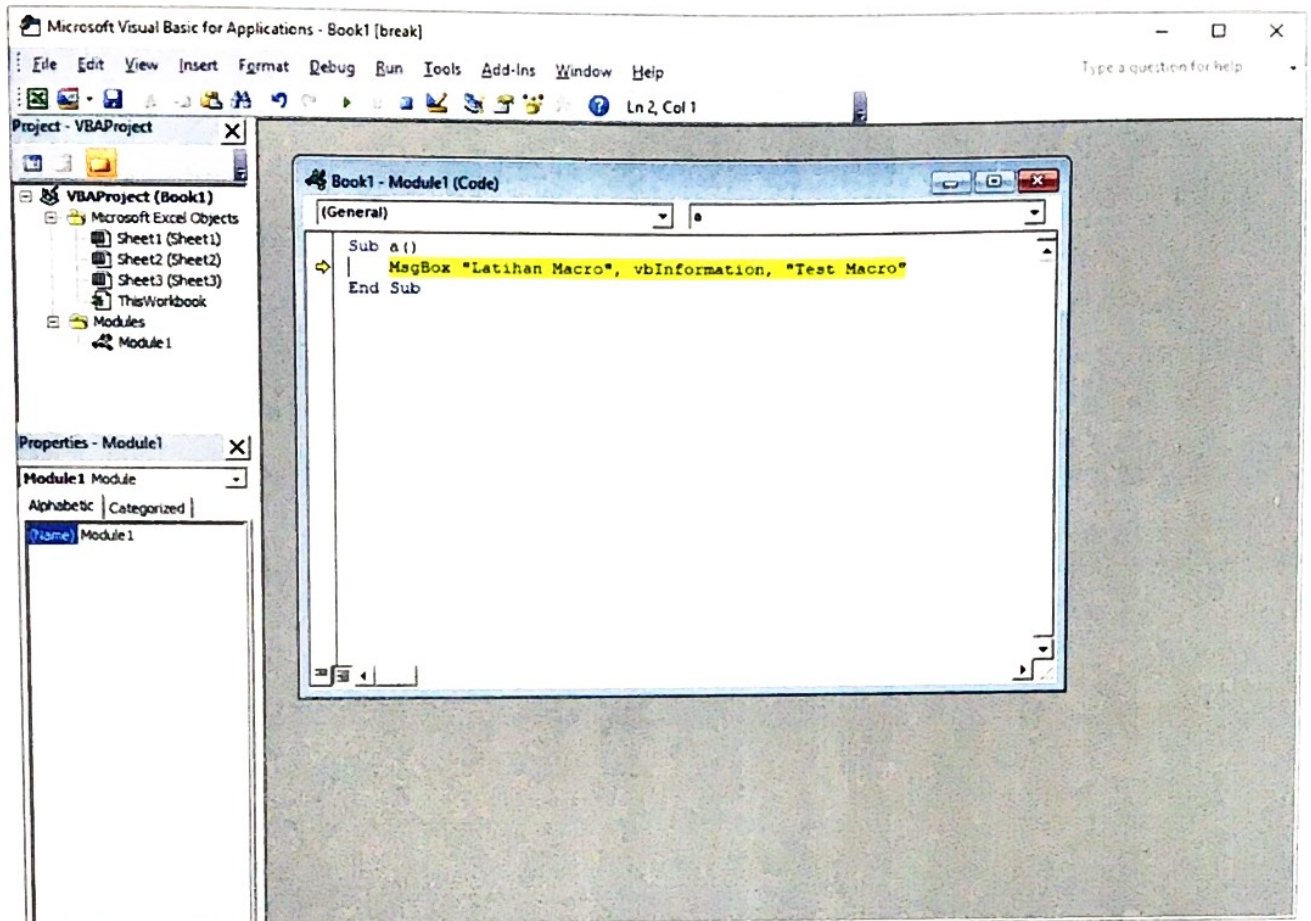 Microsoft Visual Basic for Applications - Book1 [break]
File Edit View Insert Format Debug Run Tools Add-Ins Window Help
Type a question for help
Ln 2, Col 1
Project - VBAProject
VBAProject (Book1)
Microsoft Excel Objects
Sheet1 (Sheet1)
Sheet2 (Sheet2)
Sheet3 (Sheet3)
ThisWorkbook
Modules
Module1
Properties - Module1
Module1 Module
Alphabetic Categorized
(Name) Module1
Book1 - Module1 (Code)
(General) a
Sub a()
MsgBox "Latihan Macro", vbInformation, "Test Macro"
End Sub